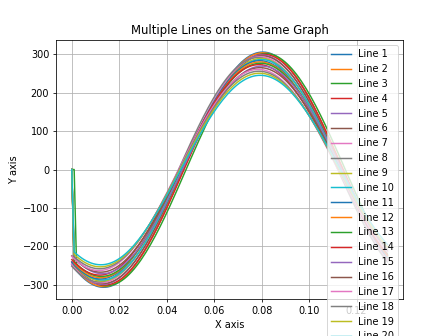 Multiple Lines on the Same Graph
Y axis
300
200
100
0
−100
−200
−300
0.00
0.02
0.04
0.06
0.08
0.10
X axis
Line 1
Line 2
Line 3
Line 4
Line 5
Line 6
Line 7
Line 8
Line 9
Line 10
Line 11
Line 12
Line 13
Line 14
Line 15
Line 16
Line 17
Line 18
Line 19
Line 20